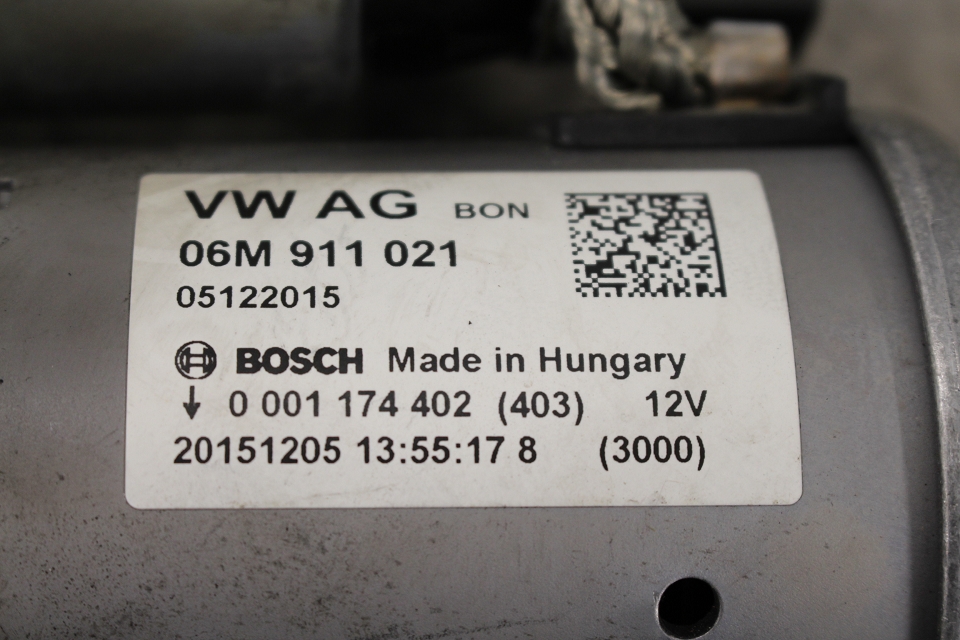 VW AG BON
06M 911 021
05122015
BOSCH Made in Hungary
↓ 0 001 174 402 (403) 12V
20151205 13:55:17 8 (3000)